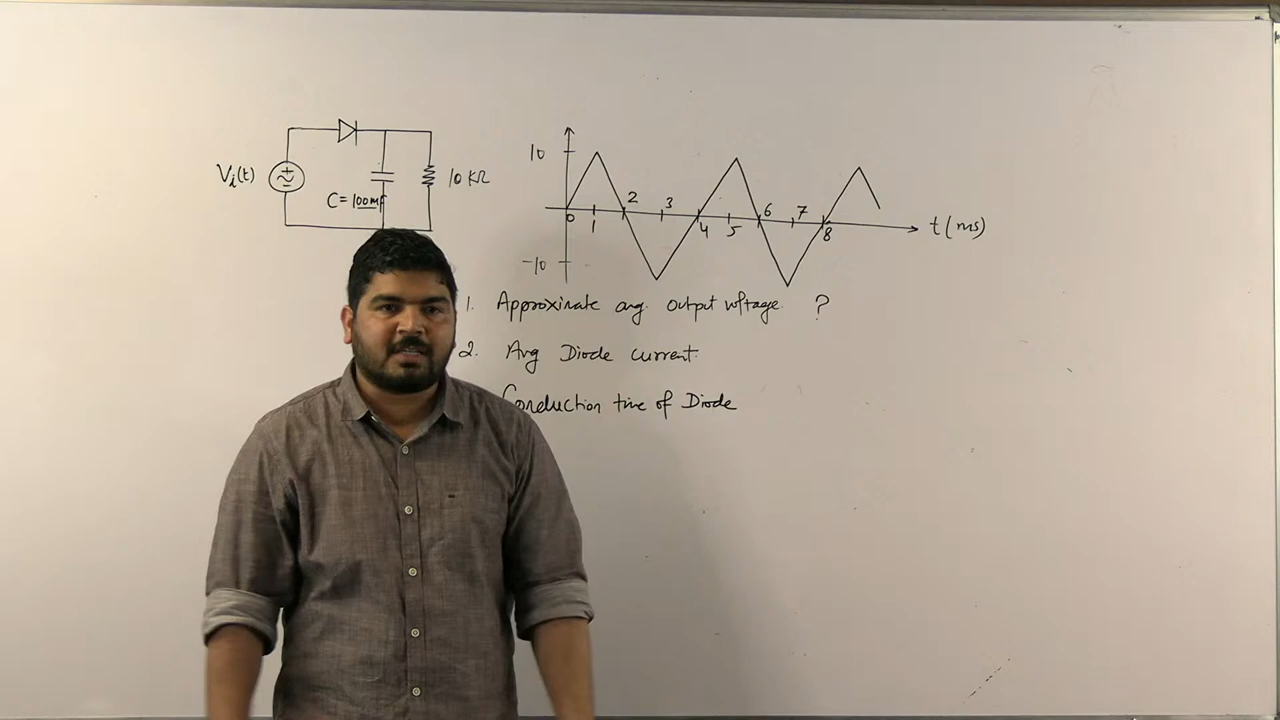 Vi(t)
C=100mF
10 KΩ
10
-10
0 1 2 3 4 5 6 7 8
t(ms)
1. Approximate avg. output voltage. ?
2. Avg Diode current.
Conduction time of Diode